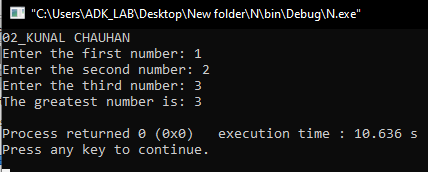 "C:\Users\ADK_LAB\Desktop\New folder\N\bin\Debug\N.exe"
02_KUNAL CHAUHAN
Enter the first number: 1
Enter the second number: 2
Enter the third number: 3
The greatest number is: 3
Process returned 0 (0x0)   execution time : 10.636 s
Press any key to continue.